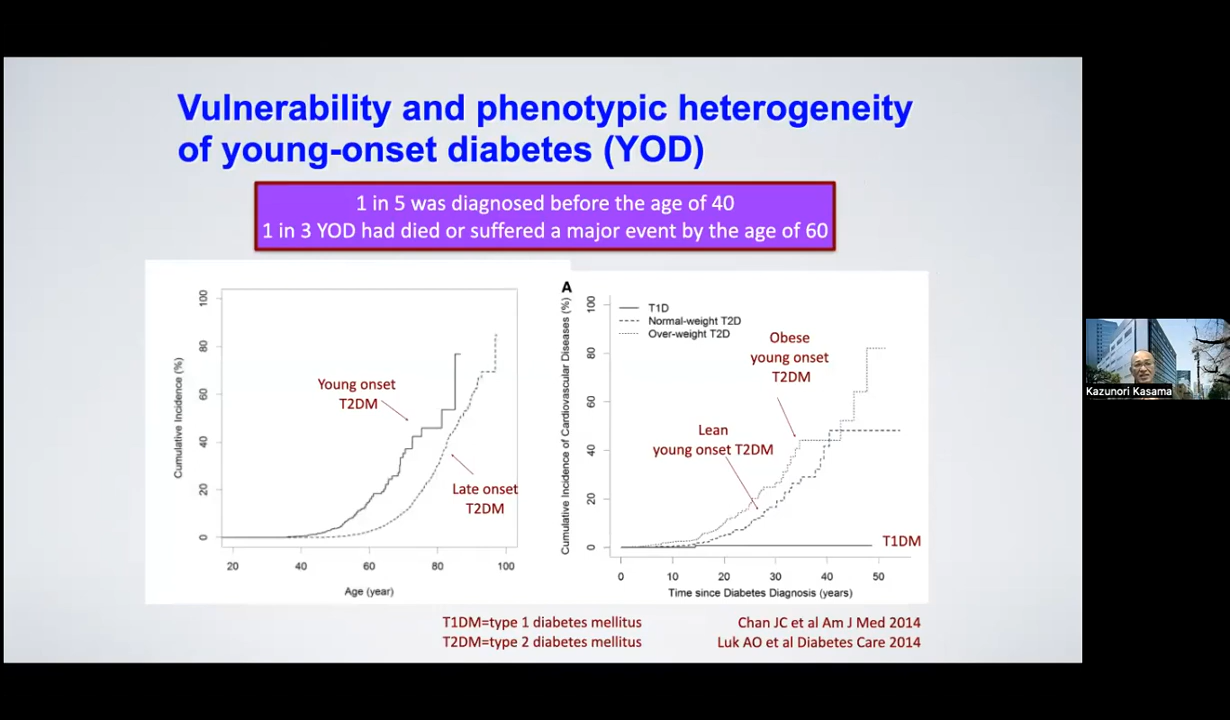 Vulnerability and phenotypic heterogeneity
of young-onset diabetes (YOD)
1 in 5 was diagnosed before the age of 40
1 in 3 YOD had died or suffered a major event by the age of 60
Cumulative Incidence (%)
100
80
60
40
20
0
Young onset
T2DM
Late onset
T2DM
20 40 60 80 100
Age (year)
A
Cumulative Incidence of Cardiovascular Diseases (%)
100
80
60
40
20
0
T1D
Normal-weight T2D
Over-weight T2D
Obese
young onset
T2DM
Lean
young onset T2DM
T1DM
0 10 20 30 40 50
Time since Diabetes Diagnosis (years)
T1DM=type 1 diabetes mellitus
T2DM=type 2 diabetes mellitus
Chan JC et al Am J Med 2014
Luk AO et al Diabetes Care 2014
Kazunori Kasama